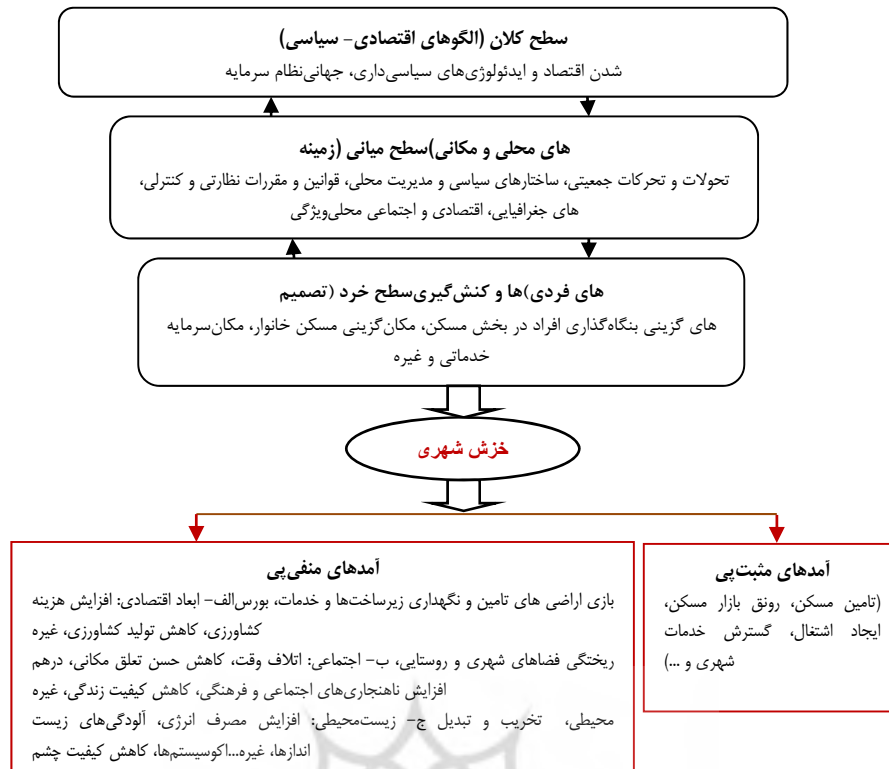 سطح کلان (الگوهای اقتصادی- سیاسی)
شدن اقتصاد و ایدئولوژی‌های سیاسی‌داری، جهانی‌نظام سرمایه
های محلی و مکانی)سطح میانی (زمینه
تحولات و تحرکات جمعیتی، ساختارهای سیاسی و مدیریت محلی، قوانین و مقررات نظارتی و کنترلی،
های جغرافیایی، اقتصادی و اجتماعی محلی‌ویژگی
های فردی)ها و کنش‌گیری‌سطح خرد (تصمیم
های گزینی بنگاه‌گذاری افراد در بخش مسکن، مکان‌گزینی مسکن خانوار، مکان‌سرمایه
خدماتی و غیره
خزش شهری
آمدهای مثبت‌پی
(تامین مسکن، رونق بازار مسکن،
ایجاد اشتغال، گسترش خدمات
شهری و ...)
آمدهای منفی‌پی
بازی اراضی های تامین و نگهداری زیرساخت‌ها و خدمات، بورس‌الف- ابعاد اقتصادی: افزایش هزینه
کشاورزی، کاهش تولید کشاورزی، غیره
ریختگی فضاهای شهری و روستایی، ب- اجتماعی: اتلاف وقت، کاهش حسن تعلق مکانی، درهم
افزایش ناهنجاری‌های اجتماعی و فرهنگی، کاهش کیفیت زندگی، غیره
محیطی، تخریب و تبدیل ج- زیست‌محیطی: افزایش مصرف انرژی، آلودگی‌های زیست
اندازها، غیره...اکوسیستم‌ها، کاهش کیفیت چشم